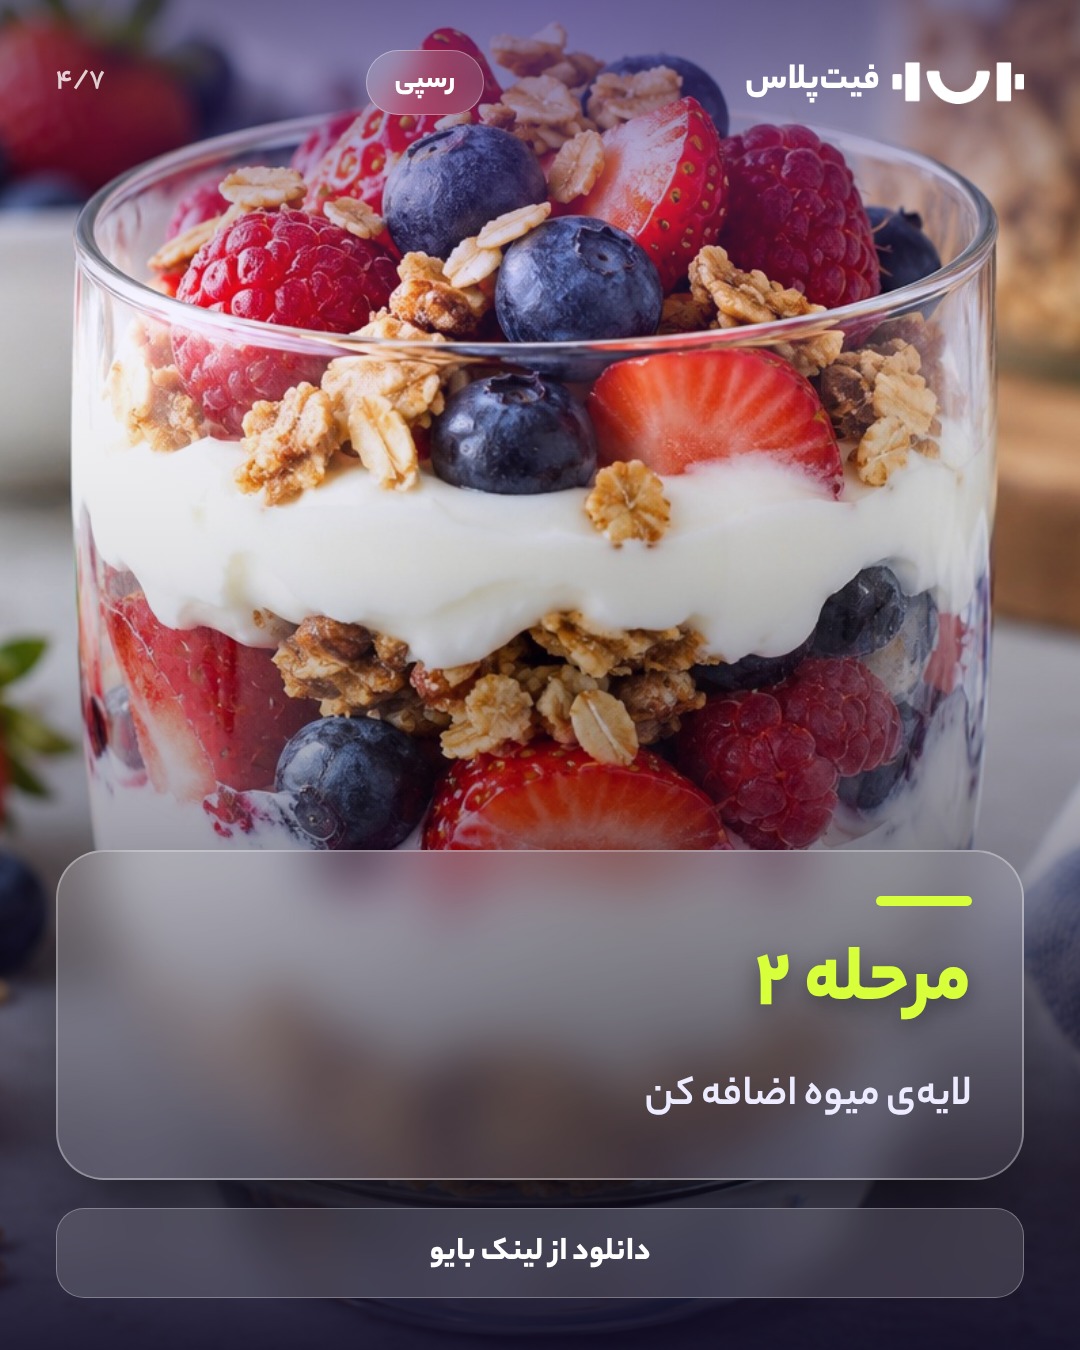 فیت‌پلاس
رسپی
۴/۷
مرحله ۲
لایه‌ی میوه اضافه کن
دانلود از لینک بایو